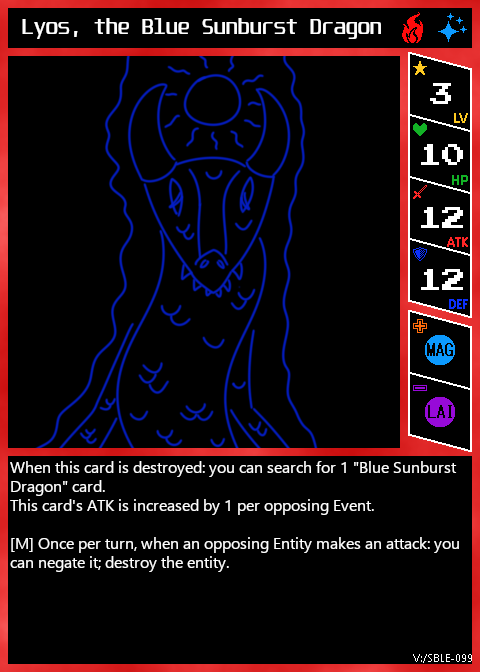 Lyos, the Blue Sunburst Dragon
3
LV
10
HP
12
ATK
12
DEF
MAG
LAI
When this card is destroyed: you can search for 1 "Blue Sunburst
Dragon" card.
This card's ATK is increased by 1 per opposing Event.
[M] Once per turn, when an opposing Entity makes an attack: you
can negate it; destroy the entity.
V:/SBLE-099